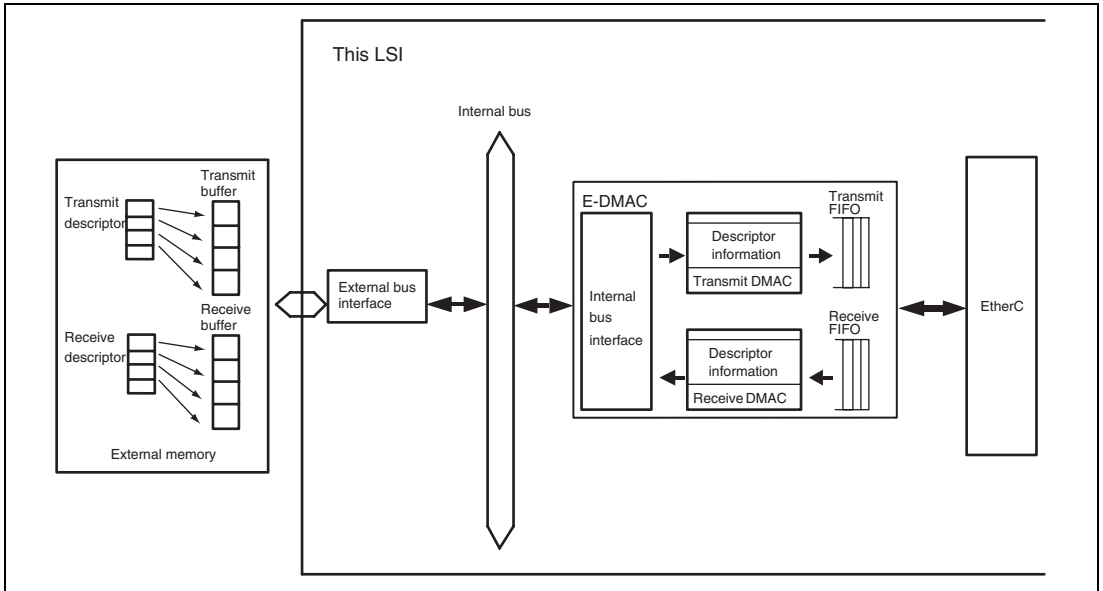 This LSI
Internal bus
Transmit
buffer
Transmit
descriptor
Receive
buffer
Receive
descriptor
External memory
External bus
interface
E-DMAC
Internal
bus
interface
Descriptor
information
Transmit DMAC
Transmit
FIFO
Descriptor
information
Receive DMAC
Receive
FIFO
EtherC